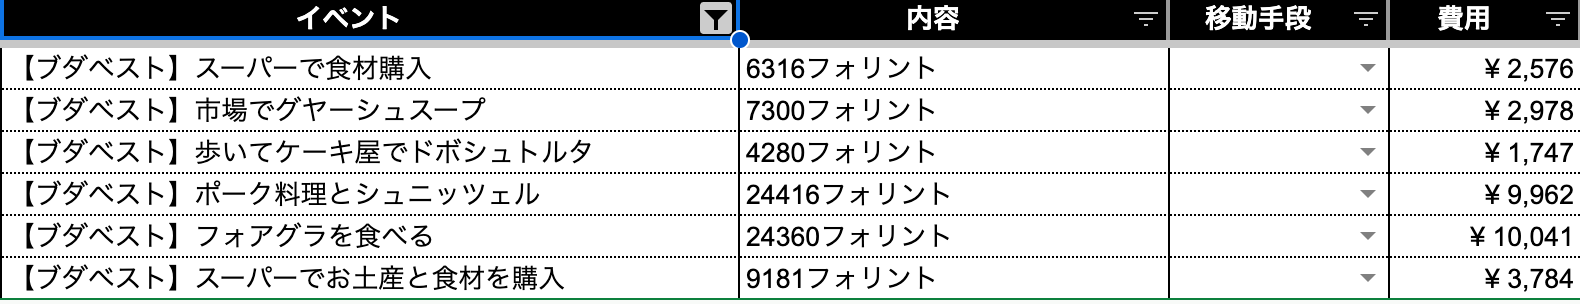 イベント 内容 移動手段 費用
【ブダベスト】スーパーで食材購入 6316フォリント ¥ 2,576
【ブダベスト】市場でグヤーシュスープ 7300フォリント ¥ 2,978
【ブダベスト】歩いてケーキ屋でドボシュトルタ 4280フォリント ¥ 1,747
【ブダベスト】ポーク料理とシュニッツェル 24416フォリント ¥ 9,962
【ブダベスト】フォアグラを食べる 24360フォリント ¥ 10,041
【ブダベスト】スーパーでお土産と食材を購入 9181フォリント ¥ 3,784